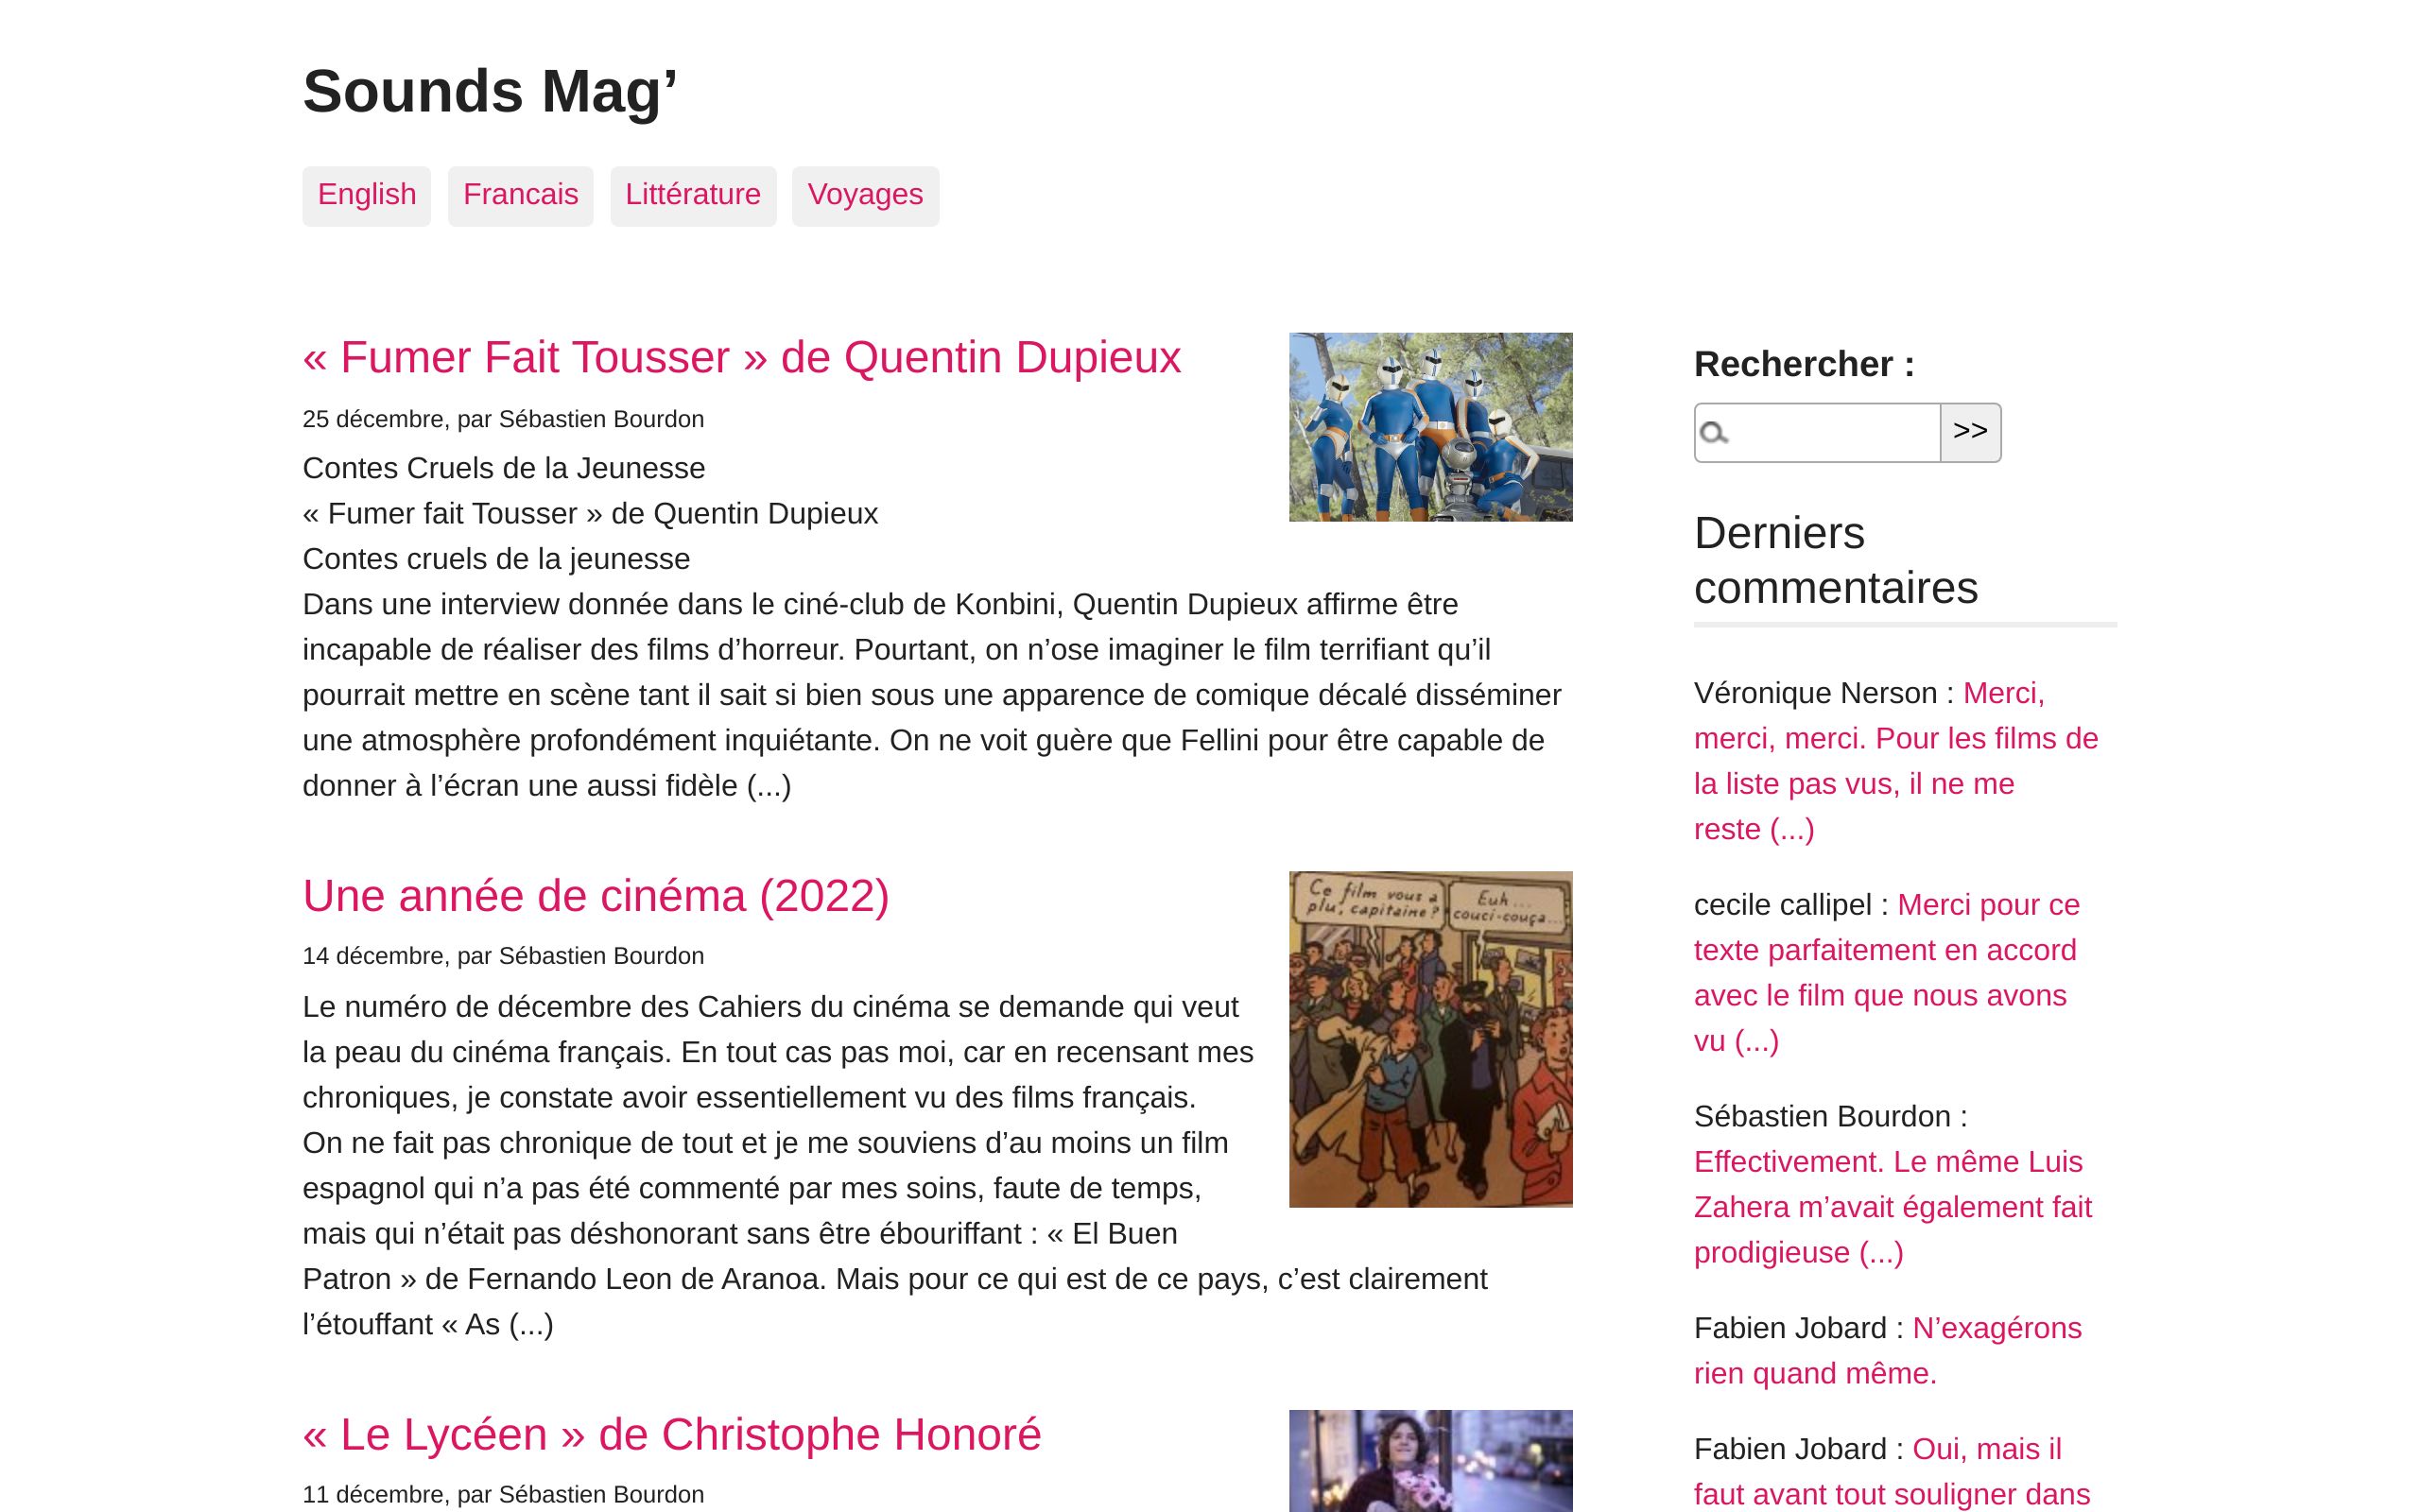 Sounds Mag’
English
Francais
Littérature
Voyages
« Fumer Fait Tousser » de Quentin Dupieux
25 décembre, par Sébastien Bourdon
Contes Cruels de la Jeunesse
« Fumer fait Tousser » de Quentin Dupieux
Contes cruels de la jeunesse
Dans une interview donnée dans le ciné-club de Konbini, Quentin Dupieux affirme être
incapable de réaliser des films d’horreur. Pourtant, on n’ose imaginer le film terrifiant qu’il
pourrait mettre en scène tant il sait si bien sous une apparence de comique décalé disséminer
une atmosphère profondément inquiétante. On ne voit guère que Fellini pour être capable de
donner à l’écran une aussi fidèle (...)
Une année de cinéma (2022)
14 décembre, par Sébastien Bourdon
Le numéro de décembre des Cahiers du cinéma se demande qui veut
la peau du cinéma français. En tout cas pas moi, car en recensant mes
chroniques, je constate avoir essentiellement vu des films français.
On ne fait pas chronique de tout et je me souviens d’au moins un film
espagnol qui n’a pas été commenté par mes soins, faute de temps,
mais qui n’était pas déshonorant sans être ébouriffant : « El Buen
Patron » de Fernando Leon de Aranoa. Mais pour ce qui est de ce pays, c’est clairement
l’étouffant « As (...)
Ce film vous a
plu, capitaine ?
Euh...
couci-couça...
« Le Lycéen » de Christophe Honoré
11 décembre, par Sébastien Bourdon
Rechercher :
>>
Derniers
commentaires
Véronique Nerson : Merci,
merci, merci. Pour les films de
la liste pas vus, il ne me
reste (...)
cecile callipel : Merci pour ce
texte parfaitement en accord
avec le film que nous avons
vu (...)
Sébastien Bourdon :
Effectivement. Le même Luis
Zahera m’avait également fait
prodigieuse (...)
Fabien Jobard : N’exagérons
rien quand même.
Fabien Jobard : Oui, mais il
faut avant tout souligner dans